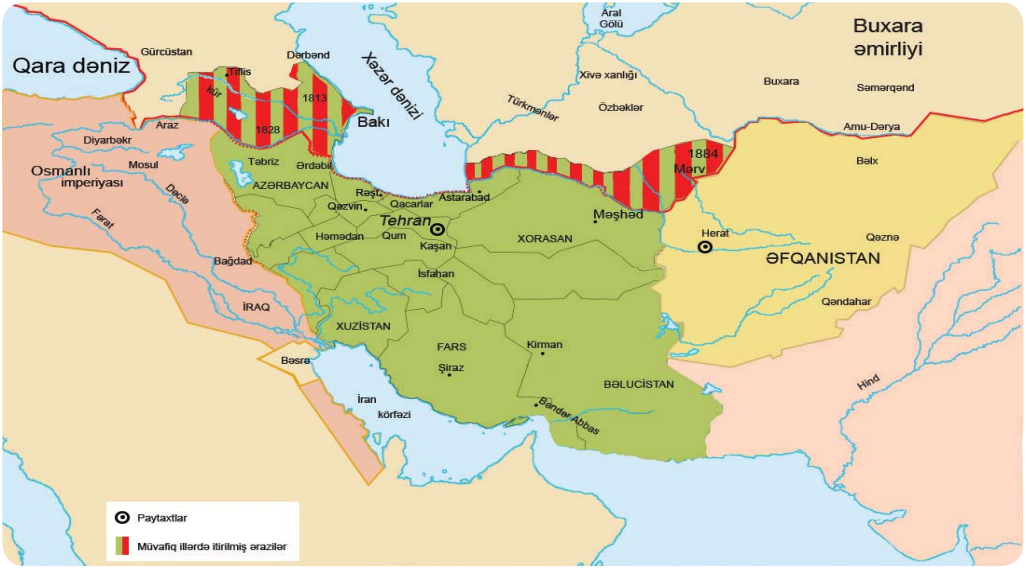 Aral
Gölü
Buxara
əmirliyi
Gürcüstan
Dərbənd
Qara dəniz
Xəzər dənizi
Tiflis
Xivə xanlığı
Buxara
Səmərqənd
kür
1813
Türkmənlər
Özbəklər
Bakı
Araz
1828
Amu-Dərya
Diyarbəkr
1884
Mərv
Bəlx
Mosul
Təbriz
Ərdəbil
Osmanlı
imperiyası
AZƏRBAYCAN
Dəclə
Rəşt
Qacarlar
Astarabad
Qəzvin
Məşhəd
Fərat
Tehran
Herat
Həmədan
Qum
Kaşan
XORASAN
Qəznə
Bağdad
İsfahan
ƏFQANISTAN
İRAQ
Qəndahar
XUZİSTAN
FARS
Kirman
Bəsrə
Şiraz
BƏLUCİSTAN
Hind
İran
körfəzi
Bəndər Abbas
Paytaxtlar
Müvafiq illərdə itirilmiş ərazilər